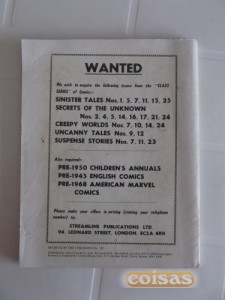 WANTED
We wish to acquire the following issues from the "CLASS
SERIES" of Comics:-
SINISTER TALES Nos. 1, 5, 7, 11, 15, 25
SECRETS OF THE UNKNOWN
Nos. 2, 4, 5, 14, 16, 17, 21, 24
CREEPY WORLDS Nos. 7, 10, 14, 24
UNCANNY TALES Nos. 9, 12
SUSPENSE STORIES Nos. 7, 11, 23
Also required:
PRE-1950 CHILDREN'S ANNUALS
PRE-1945 ENGLISH COMICS
PRE-1968 AMERICAN MARVEL
COMICS
Please make your offers in writing (stating your telephone
number) to:
STREAMLINE PUBLICATIONS LTD
94, LEONARD STREET, LONDON, EC2A 4RH
coisas